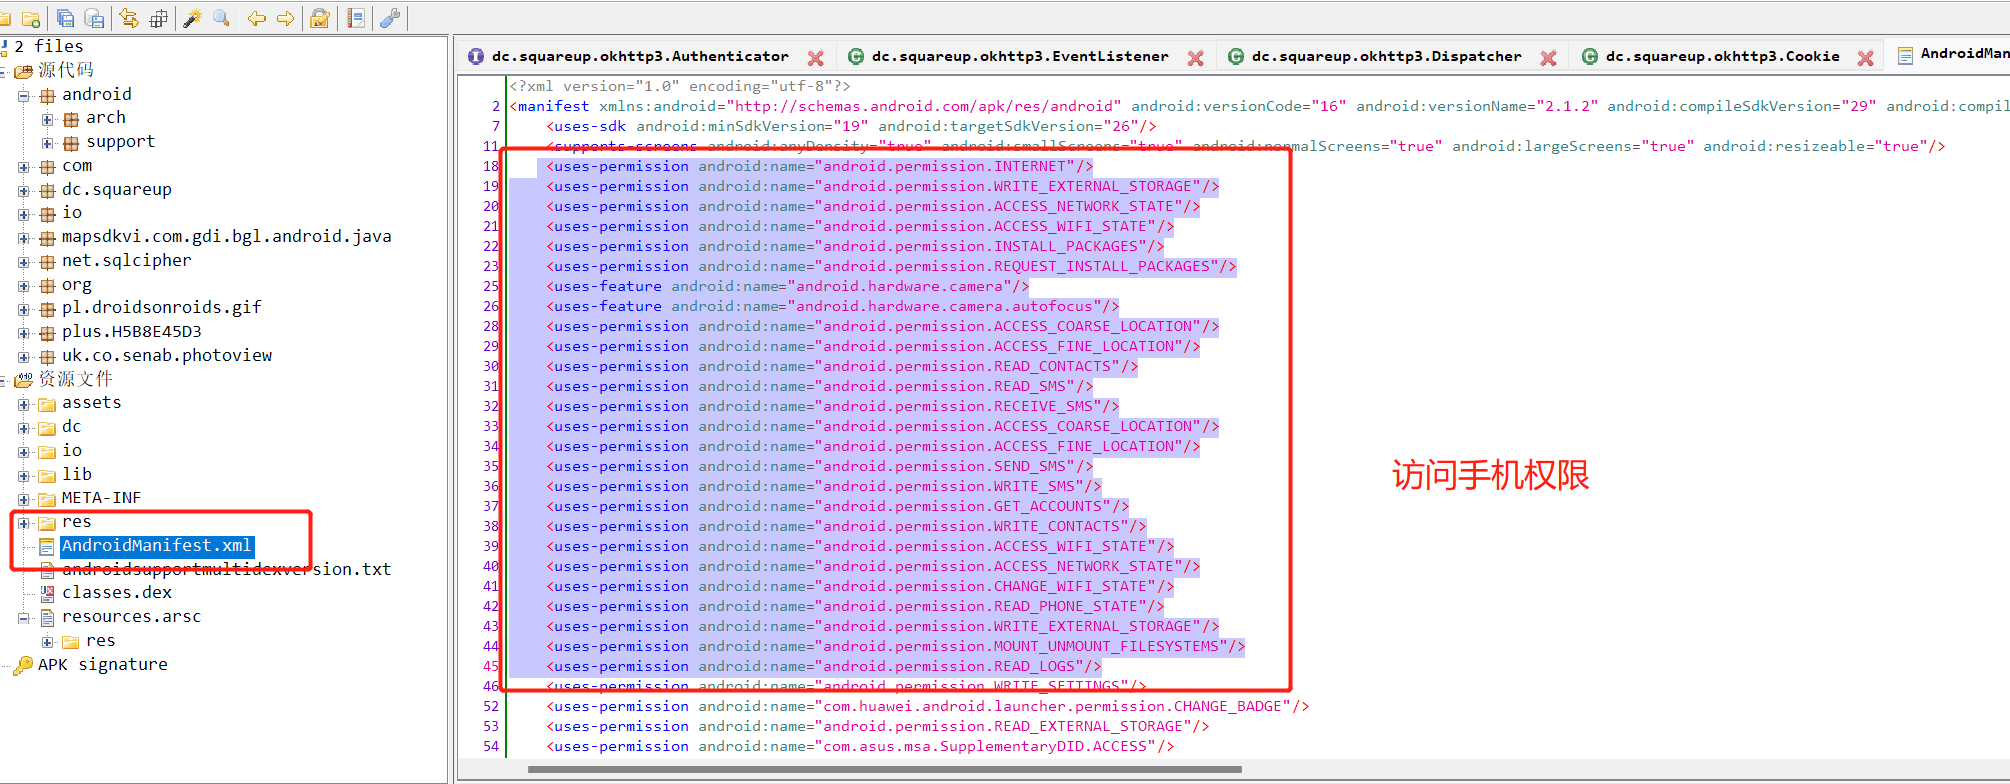 2 files
源代码
android
arch
support
com
dc.squareup
io
mapsdkvi.com.gdi.bgl.android.java
net.sqlcipher
org
pl.droidsonroids.gif
plus.H5B8E45D3
uk.co.senab.photoview
资源文件
assets
dc
io
lib
META-INF
res
AndroidManifest.xml
androidsupportmultidexversion.txt
classes.dex
resources.arsc
res
APK signature
dc.squareup.okhttp3.Authenticator dc.squareup.okhttp3.EventListener dc.squareup.okhttp3.Dispatcher dc.squareup.okhttp3.Cookie AndroidMan
<?xml version="1.0" encoding="utf-8"?>
2 <manifest xmlns:android="http://schemas.android.com/apk/res/android" android:versionCode="16" android:versionName="2.1.2" android:compileSdkVersion="29" android:compil
7 <uses-sdk android:minSdkVersion="19" android:targetSdkVersion="26"/>
11 <supports-screens android:anyDensity="true" android:smallScreens="true" android:normalScreens="true" android:largeScreens="true" android:resizeable="true"/>
18 <uses-permission android:name="android.permission.INTERNET"/>
19 <uses-permission android:name="android.permission.WRITE_EXTERNAL_STORAGE"/>
20 <uses-permission android:name="android.permission.ACCESS_NETWORK_STATE"/>
21 <uses-permission android:name="android.permission.ACCESS_WIFI_STATE"/>
22 <uses-permission android:name="android.permission.INSTALL_PACKAGES"/>
23 <uses-permission android:name="android.permission.REQUEST_INSTALL_PACKAGES"/>
25 <uses-feature android:name="android.hardware.camera"/>
26 <uses-feature android:name="android.hardware.camera.autofocus"/>
28 <uses-permission android:name="android.permission.ACCESS_COARSE_LOCATION"/>
29 <uses-permission android:name="android.permission.ACCESS_FINE_LOCATION"/>
30 <uses-permission android:name="android.permission.READ_CONTACTS"/>
31 <uses-permission android:name="android.permission.READ_SMS"/>
32 <uses-permission android:name="android.permission.RECEIVE_SMS"/>
33 <uses-permission android:name="android.permission.ACCESS_COARSE_LOCATION"/>
34 <uses-permission android:name="android.permission.ACCESS_FINE_LOCATION"/>
35 <uses-permission android:name="android.permission.SEND_SMS"/>
36 <uses-permission android:name="android.permission.WRITE_SMS"/>
37 <uses-permission android:name="android.permission.GET_ACCOUNTS"/>
38 <uses-permission android:name="android.permission.WRITE_CONTACTS"/>
39 <uses-permission android:name="android.permission.ACCESS_WIFI_STATE"/>
40 <uses-permission android:name="android.permission.ACCESS_NETWORK_STATE"/>
41 <uses-permission android:name="android.permission.CHANGE_WIFI_STATE"/>
42 <uses-permission android:name="android.permission.READ_PHONE_STATE"/>
43 <uses-permission android:name="android.permission.WRITE_EXTERNAL_STORAGE"/>
44 <uses-permission android:name="android.permission.MOUNT_UNMOUNT_FILESYSTEMS"/>
45 <uses-permission android:name="android.permission.READ_LOGS"/>
46 <uses-permission android:name="android.permission.WRITE_SETTINGS"/>
52 <uses-permission android:name="com.huawei.android.launcher.permission.CHANGE_BADGE"/>
53 <uses-permission android:name="android.permission.READ_EXTERNAL_STORAGE"/>
54 <uses-permission android:name="com.asus.msa.SupplementaryDID.ACCESS"/>
访问手机权限